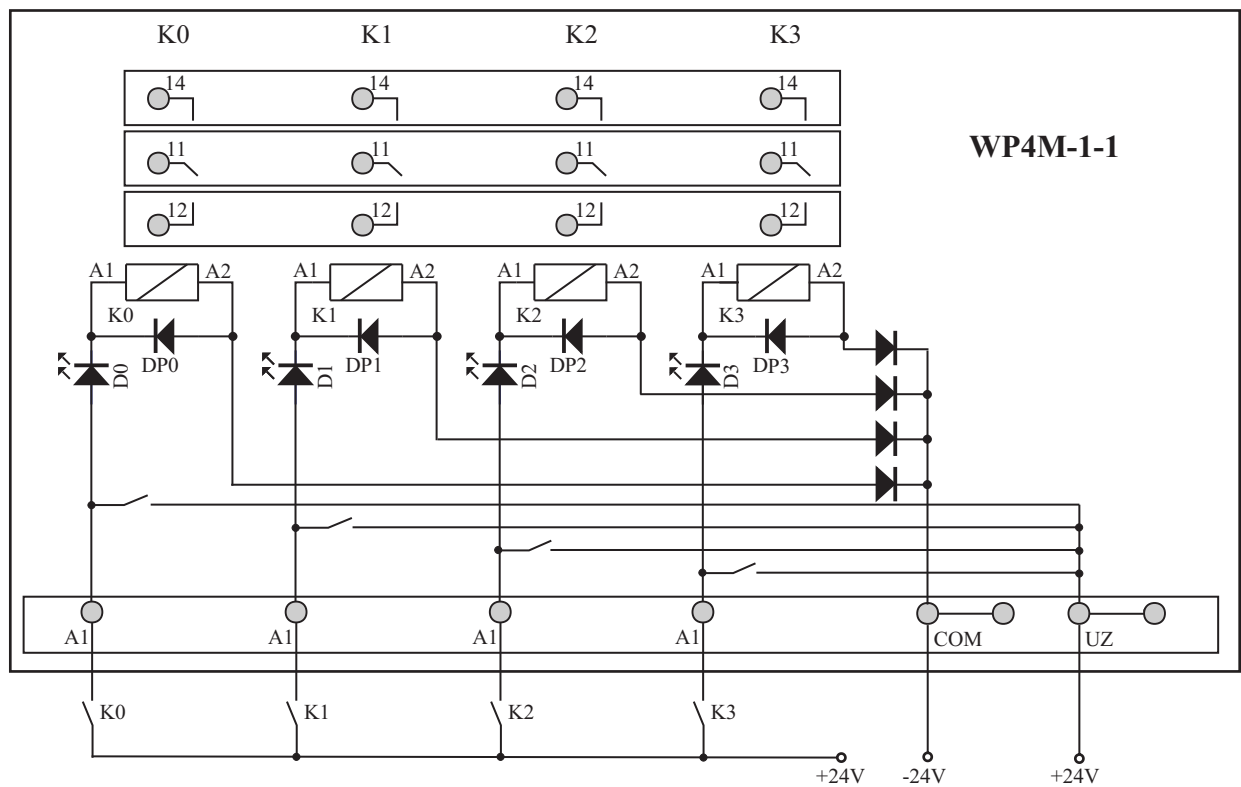 K0 K1 K2 K3
14 14 14 14
WP4M-1-1
11 11 11 11
12 12 12 12
A1 A2 A1 A2 A1 A2 A1 A2
K0 K1 K2 K3
D0 DP0 D1 DP1 D2 DP2 D3 DP3
A1 A1 A1 A1 COM UZ
K0 K1 K2 K3
+24V -24V +24V